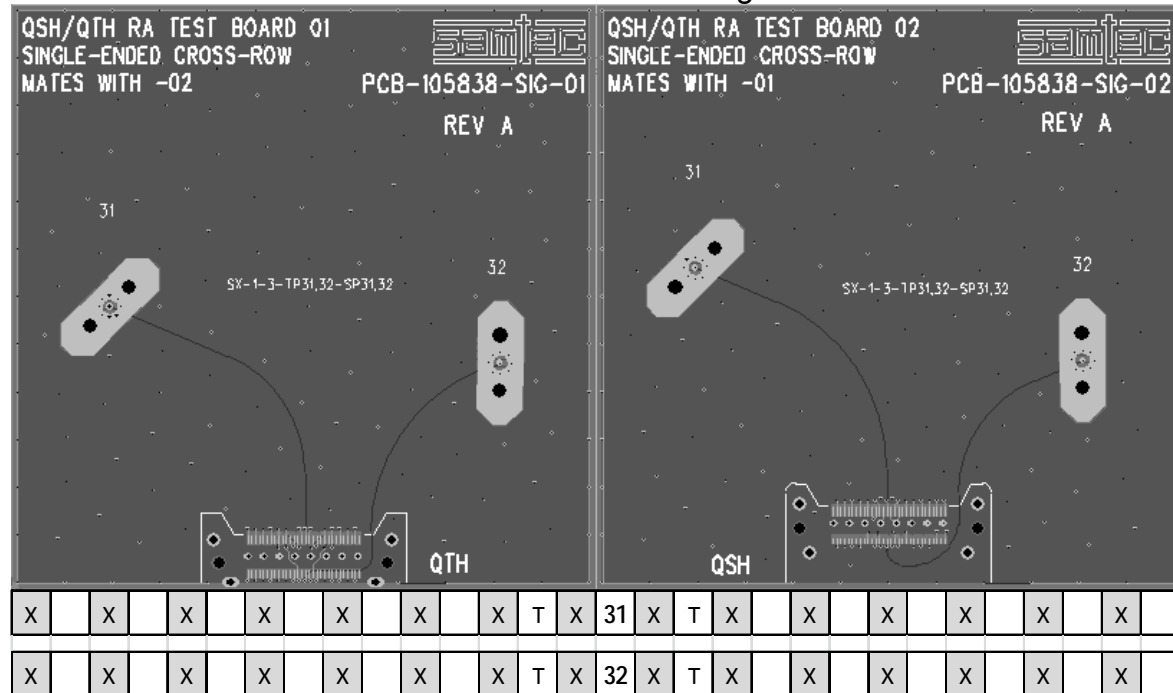 QSH/QTH RA TEST BOARD 01
SINGLE-ENDED CROSS-ROW
MATES WITH -02
samtec
PCB-105838-SIG-01
REV A
31
32
SX-1-3-TP31,32-SP31,32
QTH
QSH/QTH RA TEST BOARD 02
SINGLE-ENDED CROSS-ROW
MATES WITH -01
samtec
PCB-105838-SIG-02
REV A
31
32
SX-1-3-TP31,32-SP31,32
QSH
X X X X X X X T X 31 X T X X X X X X
X X X X X X X T X 32 X T X X X X X X